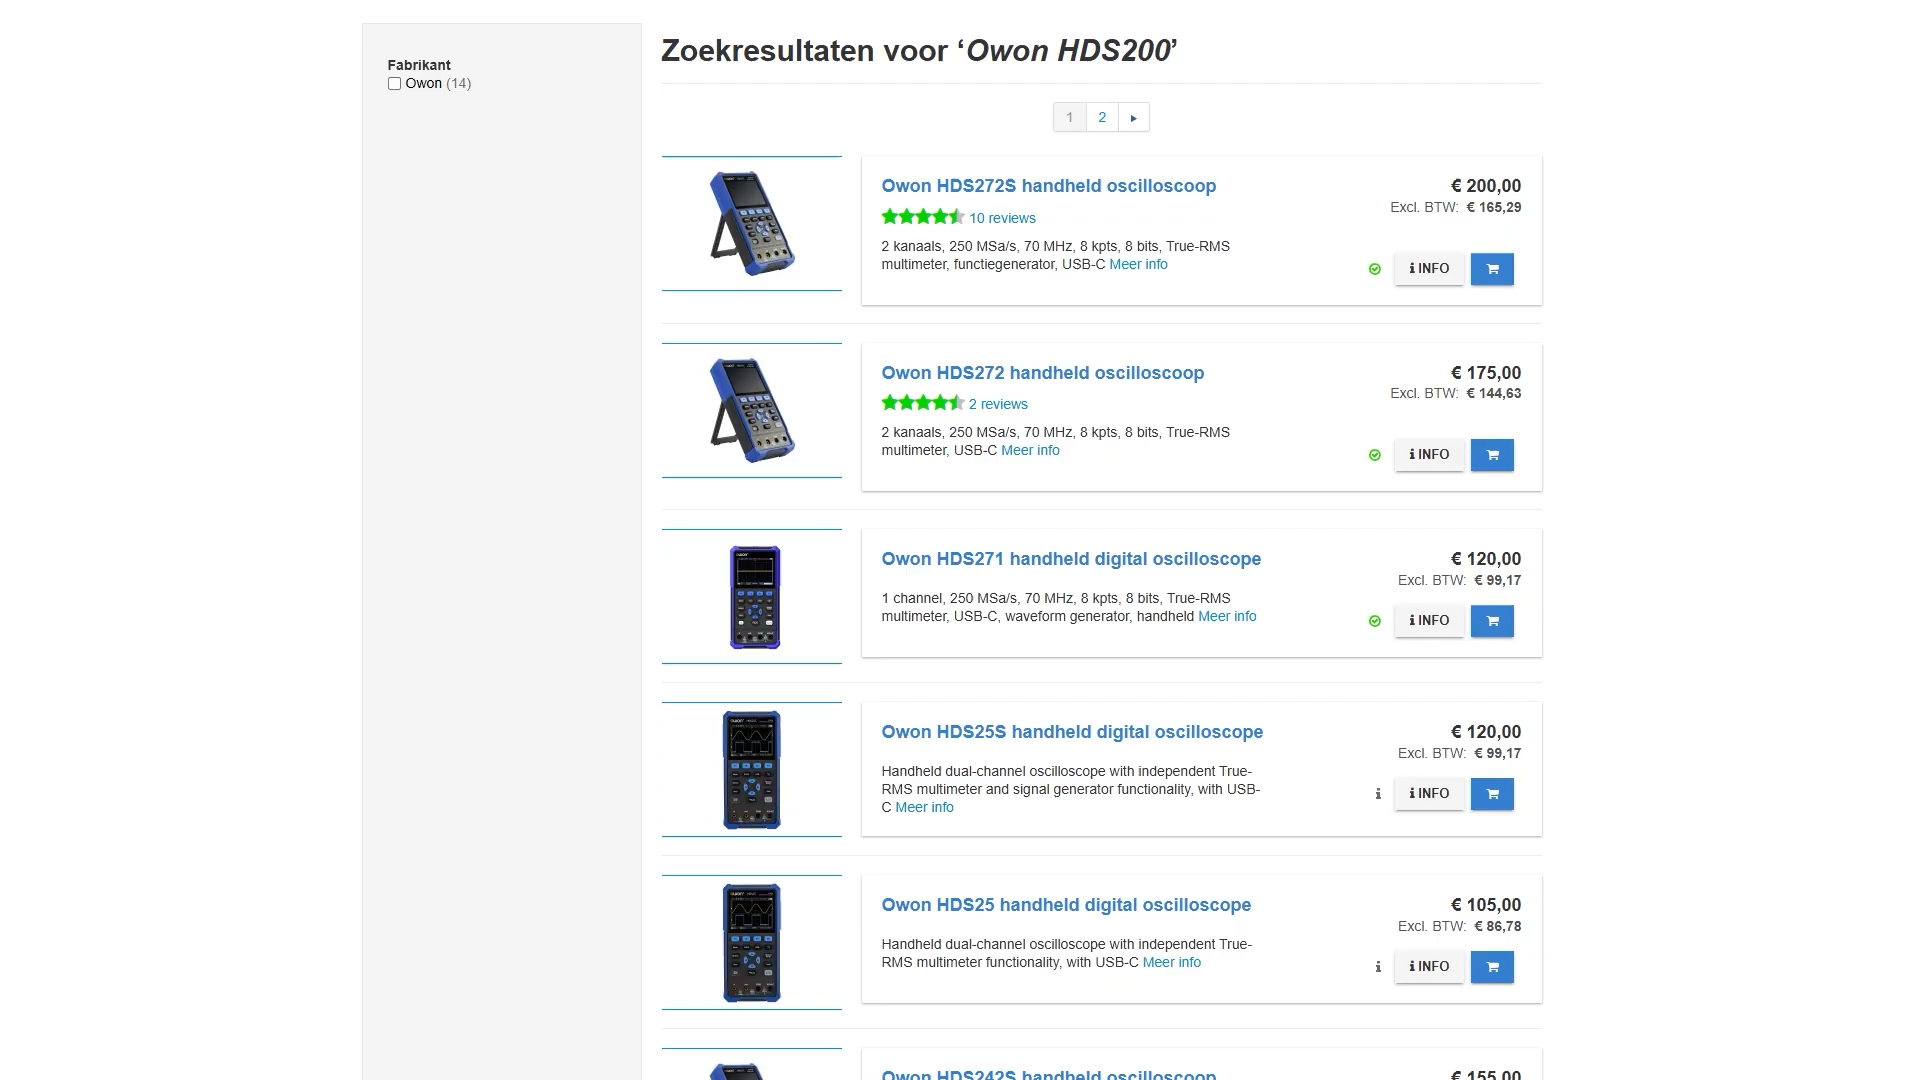 Fabrikant
Owon (14)
Zoekresultaten voor ‘Owon HDS200’
1 2 ▸
Owon HDS272S handheld oscilloscoop
€ 200,00
10 reviews
Excl. BTW: € 165,29
2 kanaals, 250 MSa/s, 70 MHz, 8 kpts, 8 bits, True-RMS
multimeter, functiegenerator, USB-C Meer info
INFO
Owon HDS272 handheld oscilloscoop
€ 175,00
2 reviews
Excl. BTW: € 144,63
2 kanaals, 250 MSa/s, 70 MHz, 8 kpts, 8 bits, True-RMS
multimeter, USB-C Meer info
INFO
Owon HDS271 handheld digital oscilloscope
€ 120,00
Excl. BTW: € 99,17
1 channel, 250 MSa/s, 70 MHz, 8 kpts, 8 bits, True-RMS
multimeter, USB-C, waveform generator, handheld Meer info
INFO
Owon HDS25S handheld digital oscilloscope
€ 120,00
Excl. BTW: € 99,17
Handheld dual-channel oscilloscope with independent True-
RMS multimeter and signal generator functionality, with USB-
C Meer info
INFO
Owon HDS25 handheld digital oscilloscope
€ 105,00
Excl. BTW: € 86,78
Handheld dual-channel oscilloscope with independent True-
RMS multimeter functionality, with USB-C Meer info
INFO
Owon HDS242S handheld oscilloscoop
€ 155,00